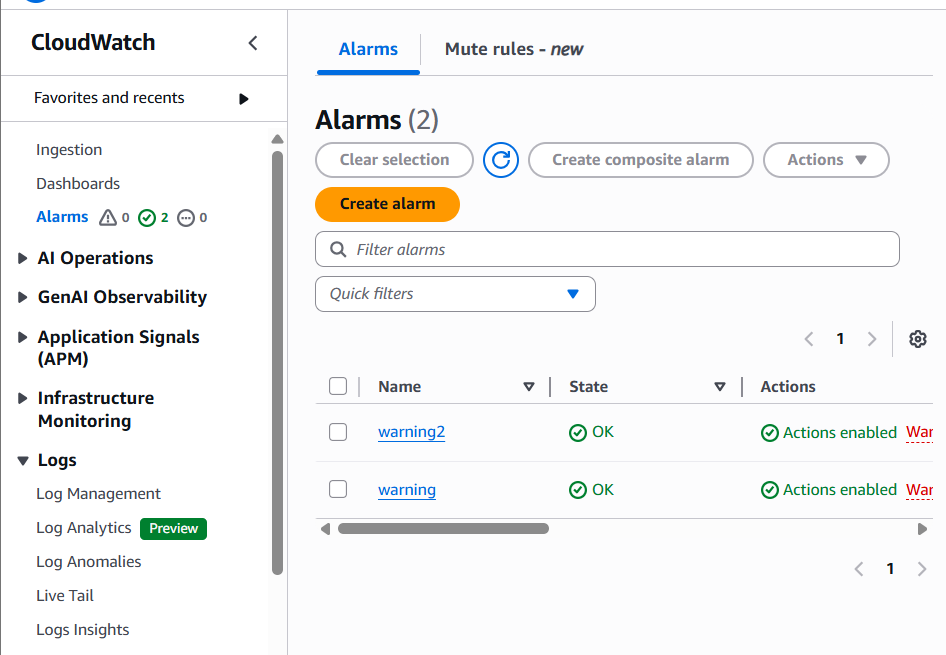 CloudWatch
Favorites and recents
Ingestion
Dashboards
Alarms 0 2 0
AI Operations
GenAI Observability
Application Signals
(APM)
Infrastructure
Monitoring
Logs
Log Management
Log Analytics Preview
Log Anomalies
Live Tail
Logs Insights
Alarms Mute rules - new
Alarms (2)
Clear selection Create composite alarm Actions
Create alarm
Filter alarms
Quick filters
1
Name State Actions
warning2 OK Actions enabled War
warning OK Actions enabled War
1